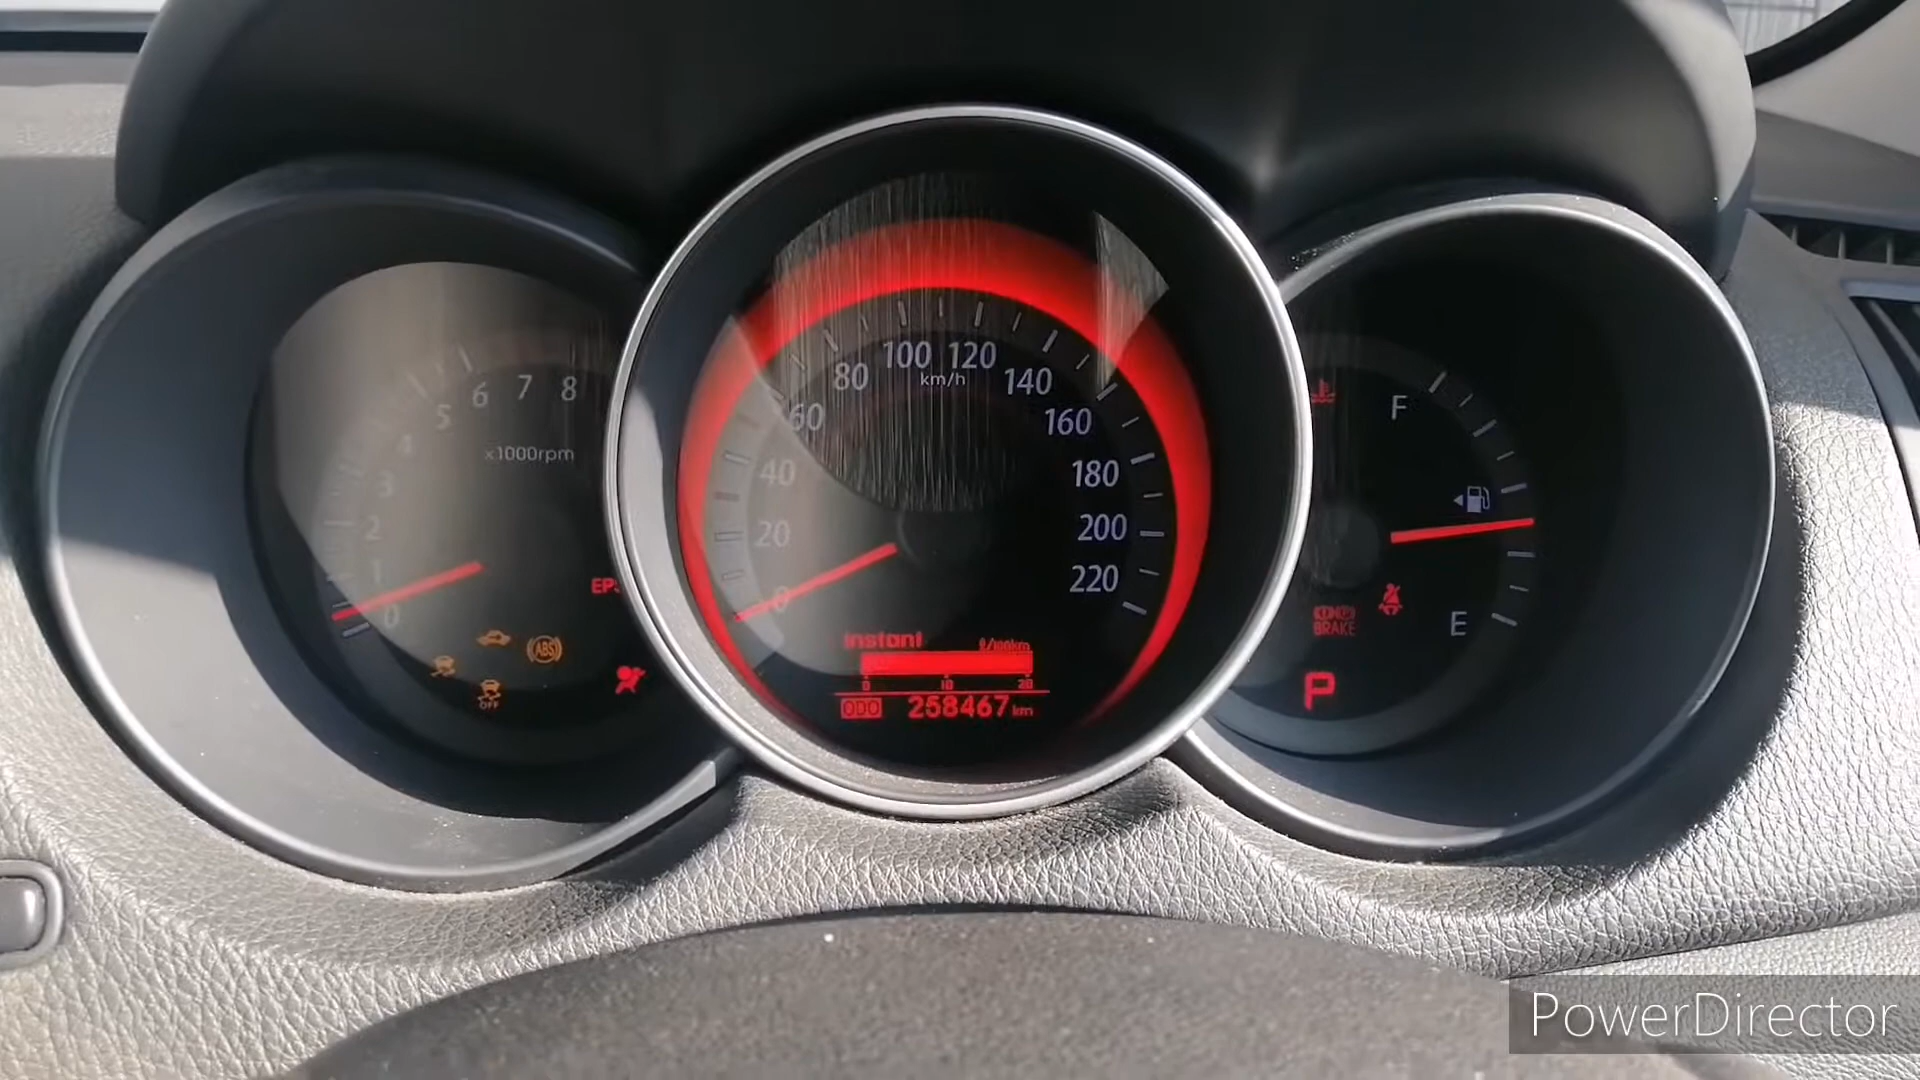 0
1
2
3
4
5
6
7
8
x1000rpm
EPS
ABS
OFF
0
20
40
60
80
100
120
140
160
180
200
220
km/h
instant
ℓ/100km
0 10 20
ODO 258467 km
F
E
BRAKE
P
PowerDirector